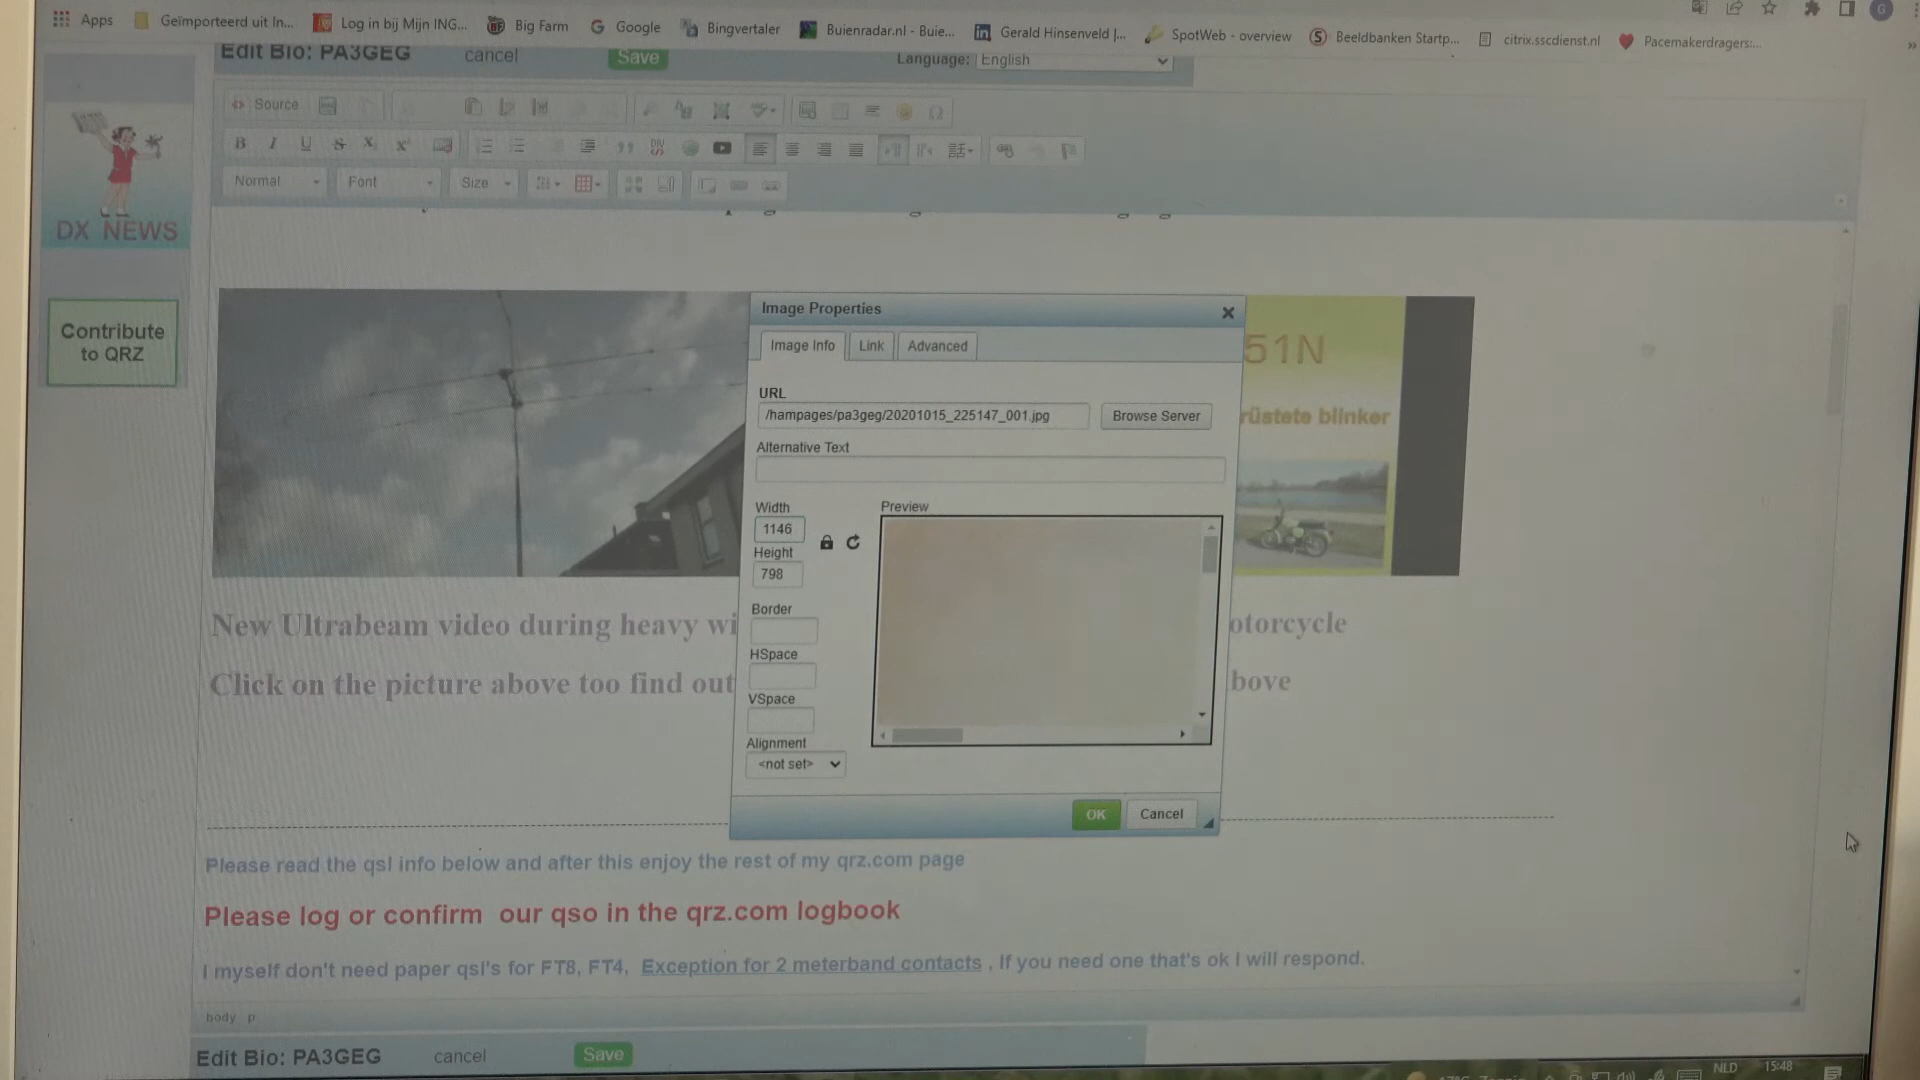 Apps Geïmporteerd uit In... Log in bij Mijn ING... Big Farm Google Bingvertaler Buienradar.nl - Buie... Gerald Hinsenveld |... SpotWeb - overview Beeldbanken Startp... citrix.sscdienst.nl Pacemakerdragers:... »
G
Edit Bio: PA3GEG cancel Save Language: English
Source
B I U S
Normal Font Size
DX NEWS
Contribute
to QRZ
Image Properties
Image Info Link Advanced
URL
/hampages/pa3geg/20201015_225147_001.jpg Browse Server
Alternative Text
Width
1146
Height
798
Preview
Border
HSpace
VSpace
Alignment
<not set>
OK Cancel
51N
rüstete blinker
New Ultrabeam video during heavy wi otorcycle
Click on the picture above too find out bove
Please read the qsl info below and after this enjoy the rest of my qrz.com page
Please log or confirm our qso in the qrz.com logbook
I myself don't need paper qsl's for FT8, FT4, Exception for 2 meterband contacts , If you need one that's ok I will respond.
body p
Edit Bio: PA3GEG cancel Save
NLD 15:48